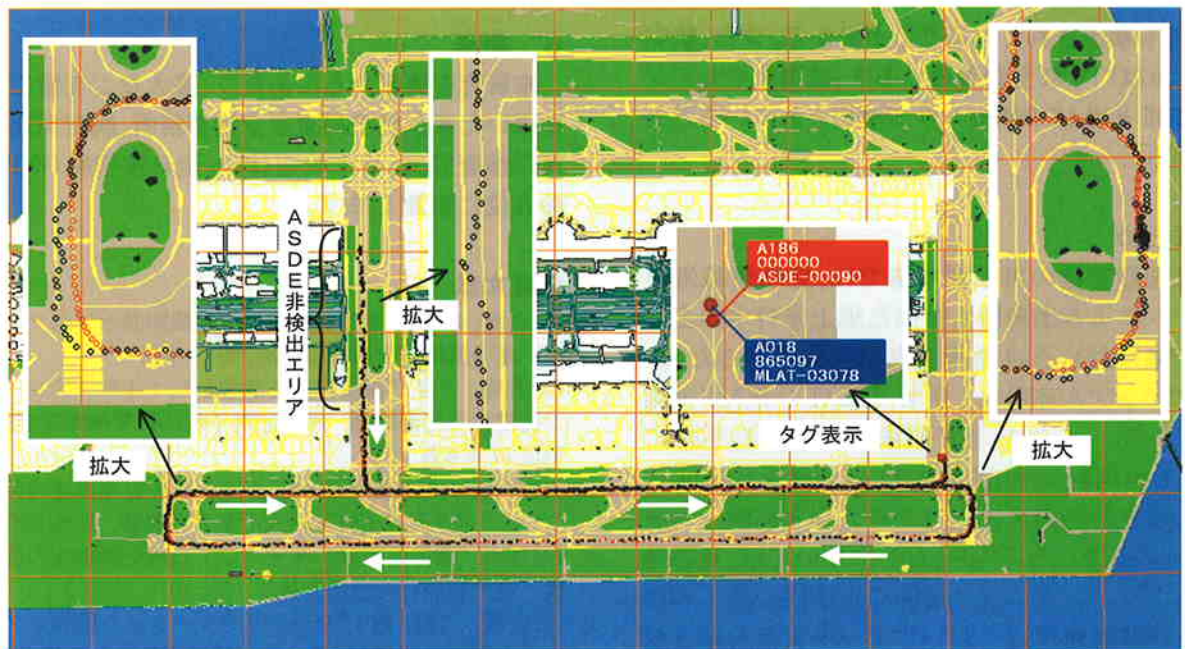 ASDE非検出エリア
拡大
A186
000000
ASDE-00090
A018
865097
MLAT-03078
タグ表示
拡大
拡大